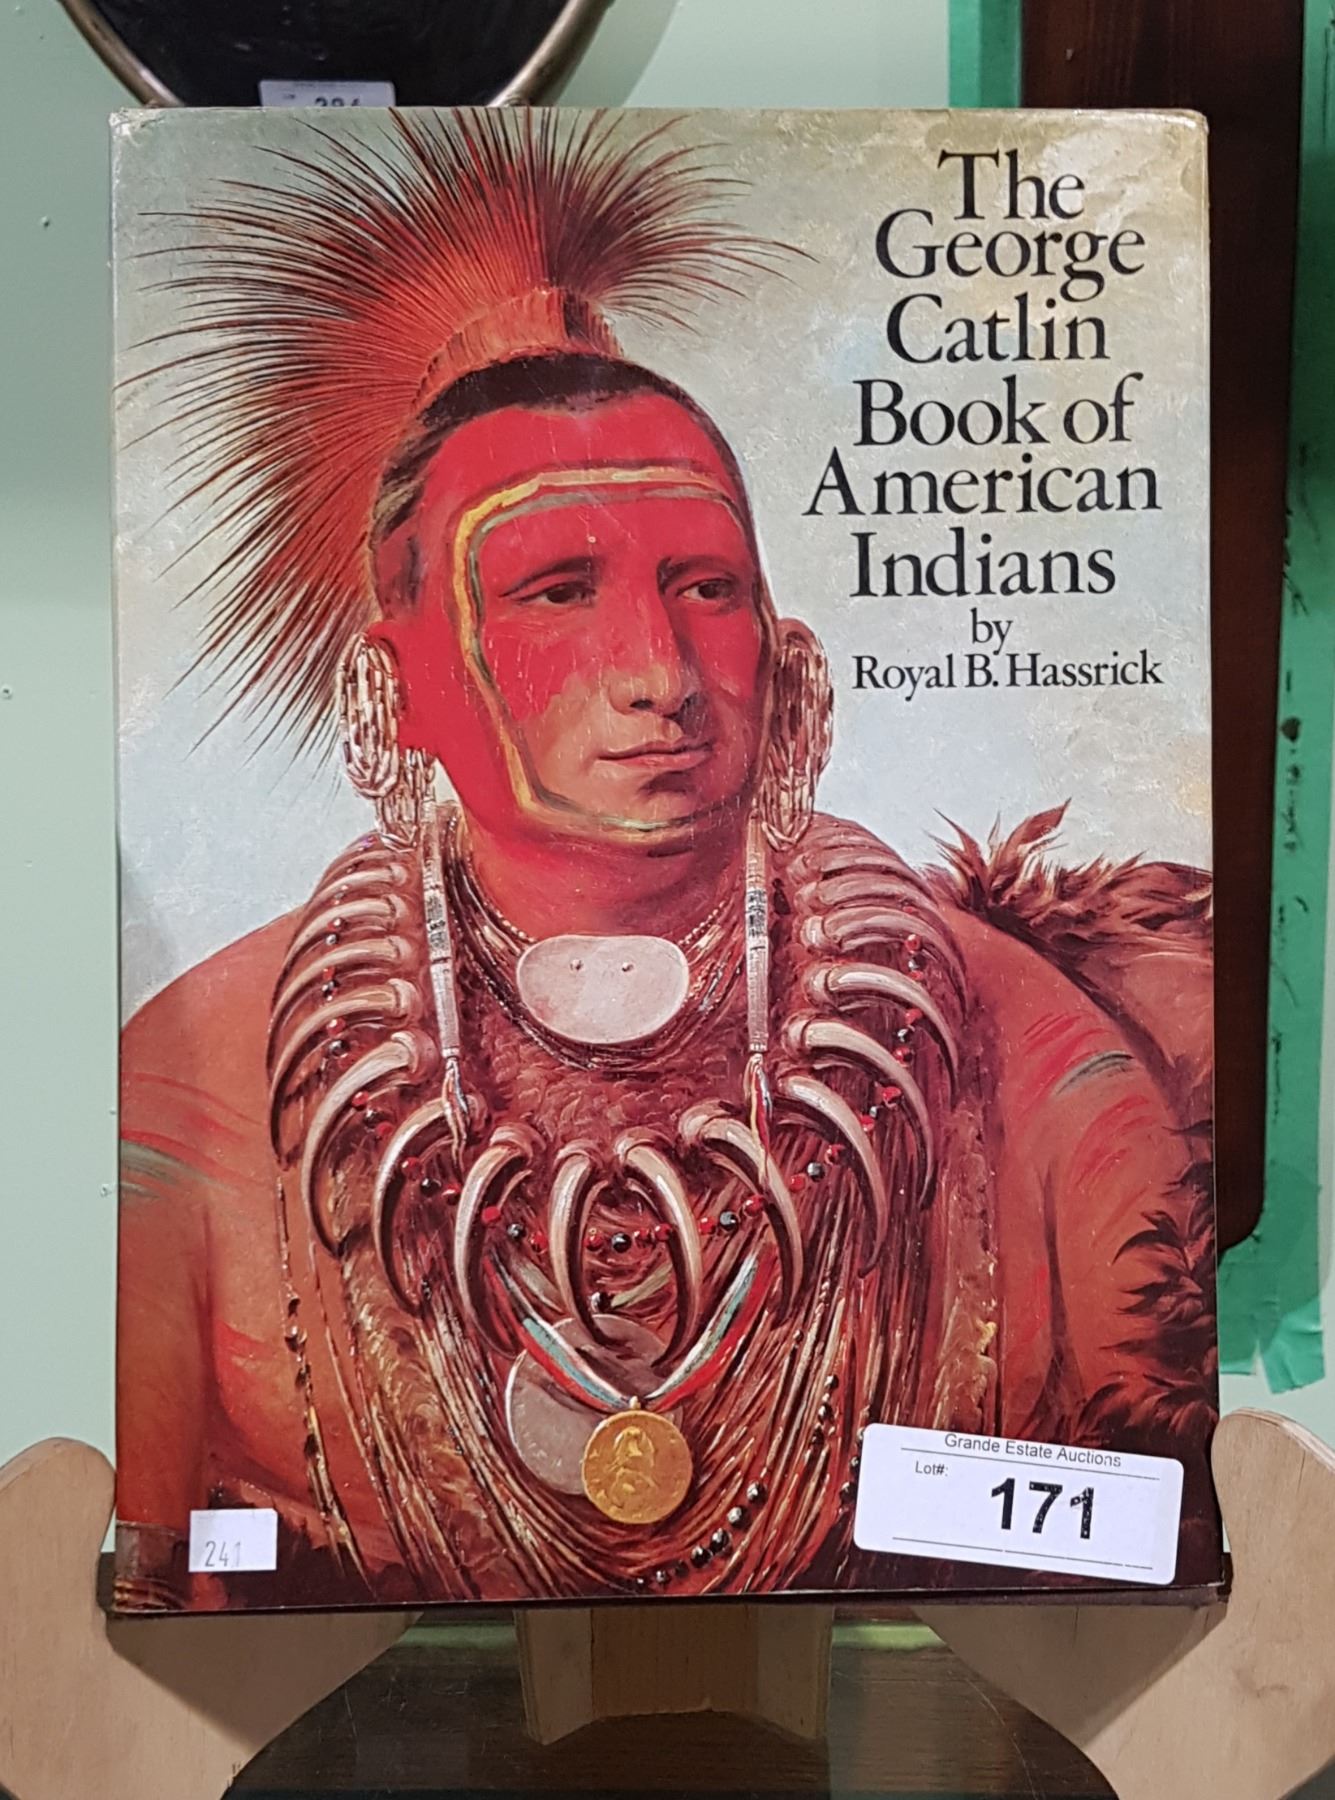 The
George
Catlin
Book of
American
Indians
by
Royal B. Hassrick
Grande Estate Auctions
Lot#:
171
241